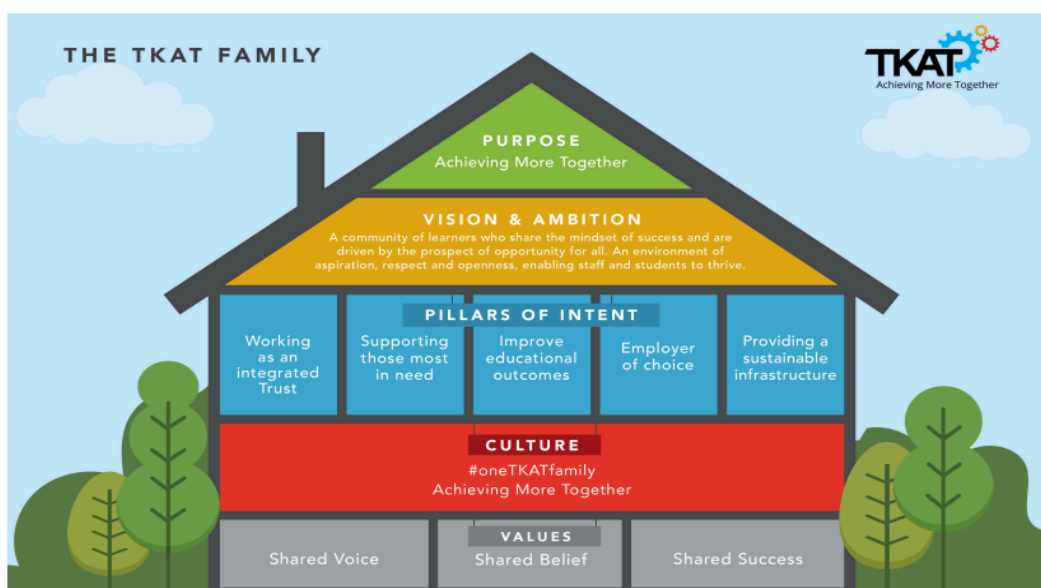 THE TKAT FAMILY
TKAT
Achieving More Together
PURPOSE
Achieving More Together
VISION & AMBITION
A community of learners who share the mindset of success and are
driven by the prospect of opportunity for all. An environment of
aspiration, respect and openness, enabling staff and students to thrive.
PILLARS OF INTENT
Working
as an
integrated
Trust
Supporting
those most
in need
Improve
educational
outcomes
Employer
of choice
Providing a
sustainable
infrastructure
CULTURE
#oneTKATfamily
Achieving More Together
VALUES
Shared Voice
Shared Belief
Shared Success